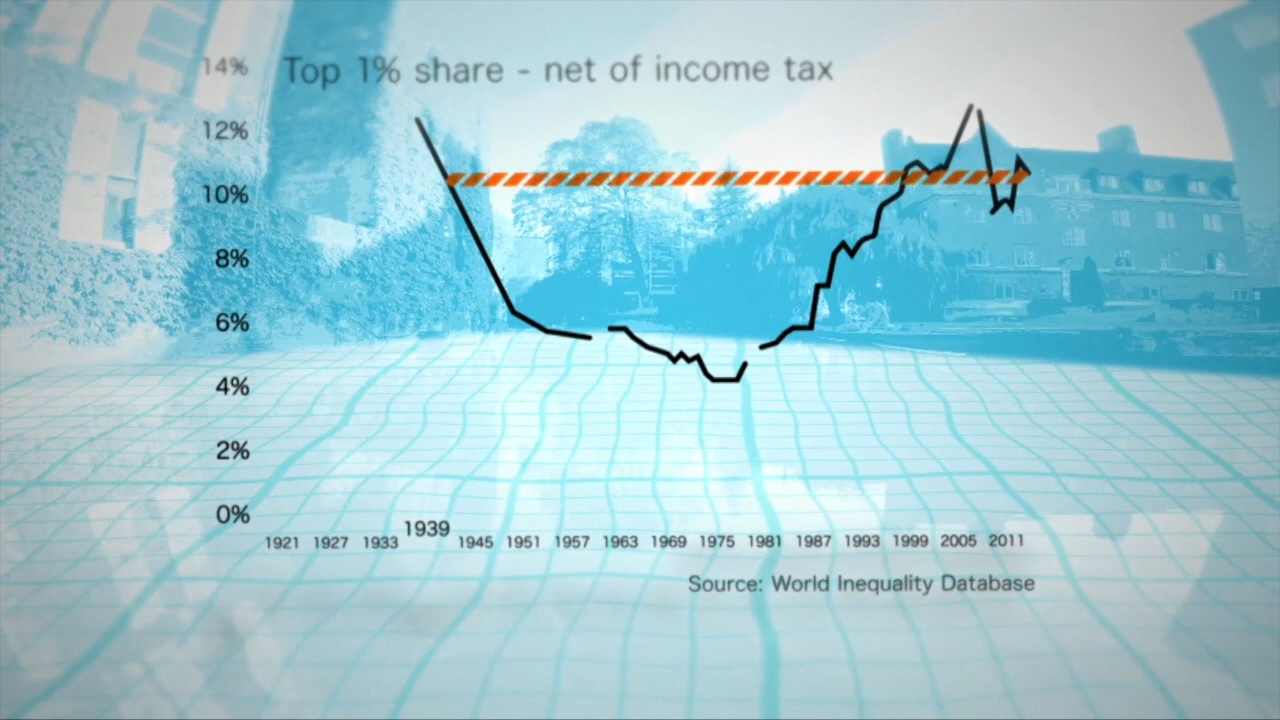 14%
Top 1% share - net of income tax
12%
10%
8%
6%
4%
2%
0%
1921 1927 1933 1939 1945 1951 1957 1963 1969 1975 1981 1987 1993 1999 2005 2011
Source: World Inequality Database